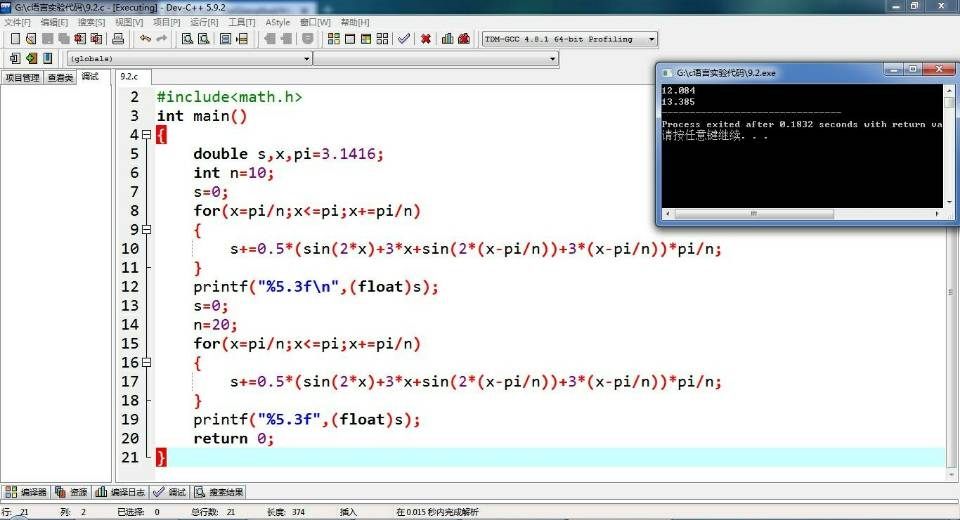 G:\c语言实验代码\9.2.c - [Executing] - Dev-C++ 5.9.2
文件[F] 编辑[E] 搜索[S] 视图[V] 项目[P] 运行[R] 工具[T] AStyle 窗口[W] 帮助[H]
TDM-GCC 4.8.1 64-bit Profiling
(globals)
项目管理 查看类 调试
9.2.c
2 #include<math.h>
3 int main()
4 {
5 double s,x,pi=3.1416;
6 int n=10;
7 s=0;
8 for(x=pi/n;x<=pi;x+=pi/n)
9 {
10 s+=0.5*(sin(2*x)+3*x+sin(2*(x-pi/n))+3*(x-pi/n))*pi/n;
11 }
12 printf("%5.3f\n",(float)s);
13 s=0;
14 n=20;
15 for(x=pi/n;x<=pi;x+=pi/n)
16 {
17 s+=0.5*(sin(2*x)+3*x+sin(2*(x-pi/n))+3*(x-pi/n))*pi/n;
18 }
19 printf("%5.3f",(float)s);
20 return 0;
21 }
G:\c语言实验代码\9.2.exe
12.084
13.385
--------------------------------
Process exited after 0.1832 seconds with return va
请按任意键继续. . .
编译器 资源 编译日志 调试 搜索结果
行: 21 列: 2 已选择: 0 总行数: 21 长度: 374 插入 在 0.015 秒内完成解析